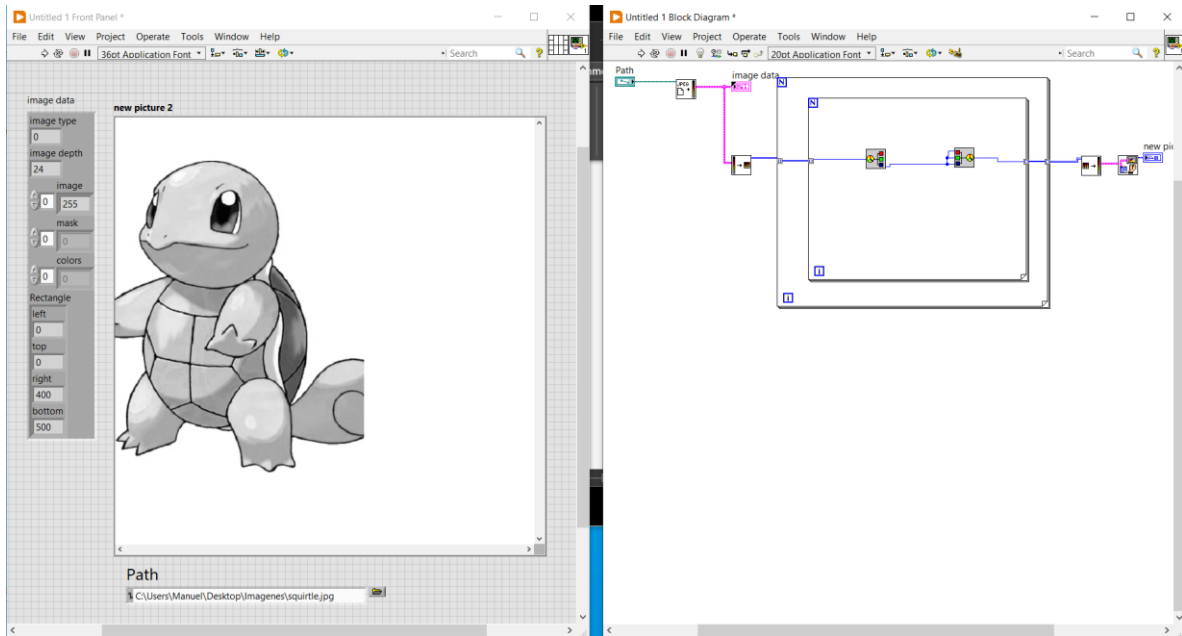 Untitled 1 Front Panel *
File Edit View Project Operate Tools Window Help
36pt Application Font
Search
image data
image type
0
image depth
24
image
0 255
mask
0 0
colors
0 0
Rectangle
left
0
top
0
right
400
bottom
500
new picture 2
Path
C:\Users\Manuel\Desktop\Imagenes\squirtle.jpg
Untitled 1 Block Diagram *
File Edit View Project Operate Tools Window Help
20pt Application Font
Search
Path
JPEG
image data
N
N
new pic
i
i